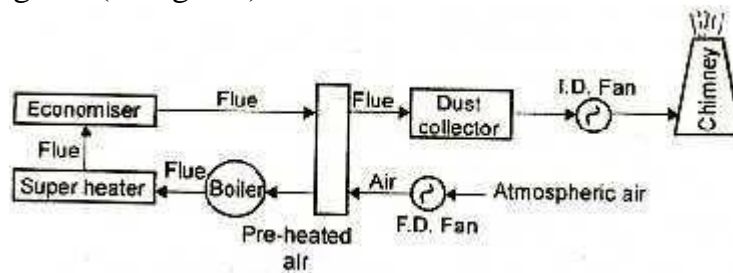 I.D. Fan
Chimney
Economiser
Flue
Flue
Dust
collector
Flue
Super heater
Flue
Boiler
Air
Atmospheric air
F.D. Fan
Pre-heated
air